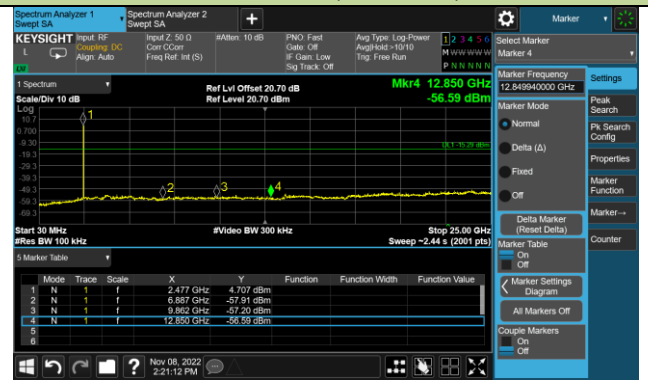 Spectrum Analyzer 1
Swept SA
Spectrum Analyzer 2
Swept SA
+
Marker
KEYSIGHT
L
Input: RF
Coupling: DC
Align: Auto
Input Z: 50 Ω
Corr CCorr
Freq Ref: Int (S)
#Atten: 10 dB
PNO: Fast
Gate: Off
IF Gain: Low
Sig Track: Off
Avg Type: Log-Power
Avg|Hold:>10/10
Trig: Free Run
1 2 3 4 5 6
M W W W W W
P N N N N N
1 Spectrum
Scale/Div 10 dB
Log
Ref Lvl Offset 20.70 dB
Ref Level 20.70 dBm
Mkr4 12.850 GHz
-56.59 dBm
10.7
0.700
-9.30
-19.3
-29.3
-39.3
-49.3
-59.3
-69.3
DL1 -15.29 dBm
1
2
3
4
Start 30 MHz
#Res BW 100 kHz
#Video BW 300 kHz
Stop 25.00 GHz
Sweep ~2.44 s (2001 pts)
5 Marker Table
Mode Trace Scale X Y Function Function Width Function Value
1 N 1 f 2.477 GHz 4.707 dBm
2 N 1 f 6.887 GHz -57.91 dBm
3 N 1 f 9.862 GHz -57.20 dBm
4 N 1 f 12.850 GHz -56.59 dBm
5
6
Nov 08, 2022
2:21:12 PM
?
Select Marker
Marker 4
Marker Frequency
12.849940000 GHz
Marker Mode
Normal
Delta (Δ)
Fixed
Off
Delta Marker
(Reset Delta)
Marker Table
On
Off
Marker Settings
Diagram
All Markers Off
Couple Markers
On
Off
Settings
Peak
Search
Pk Search
Config
Properties
Marker
Function
Marker→
Counter